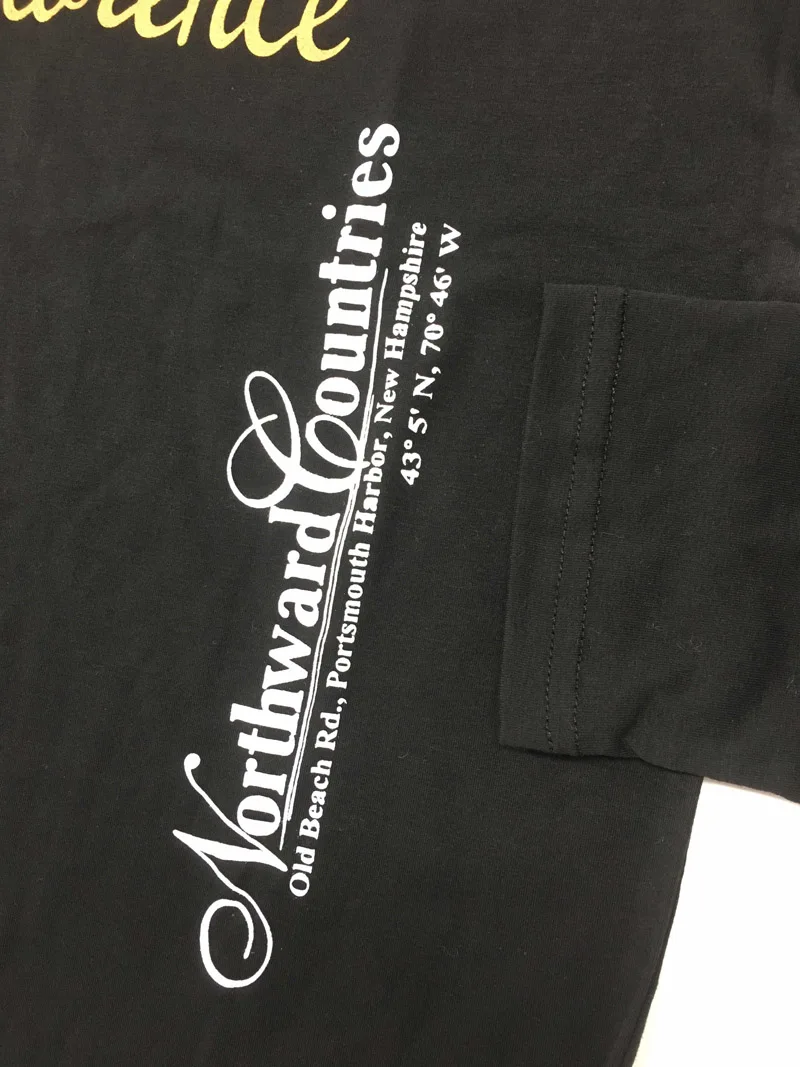 Northward Countries
Old Beach Rd., Portsmouth Harbor, New Hampshire
43° 5' N, 70° 46' W